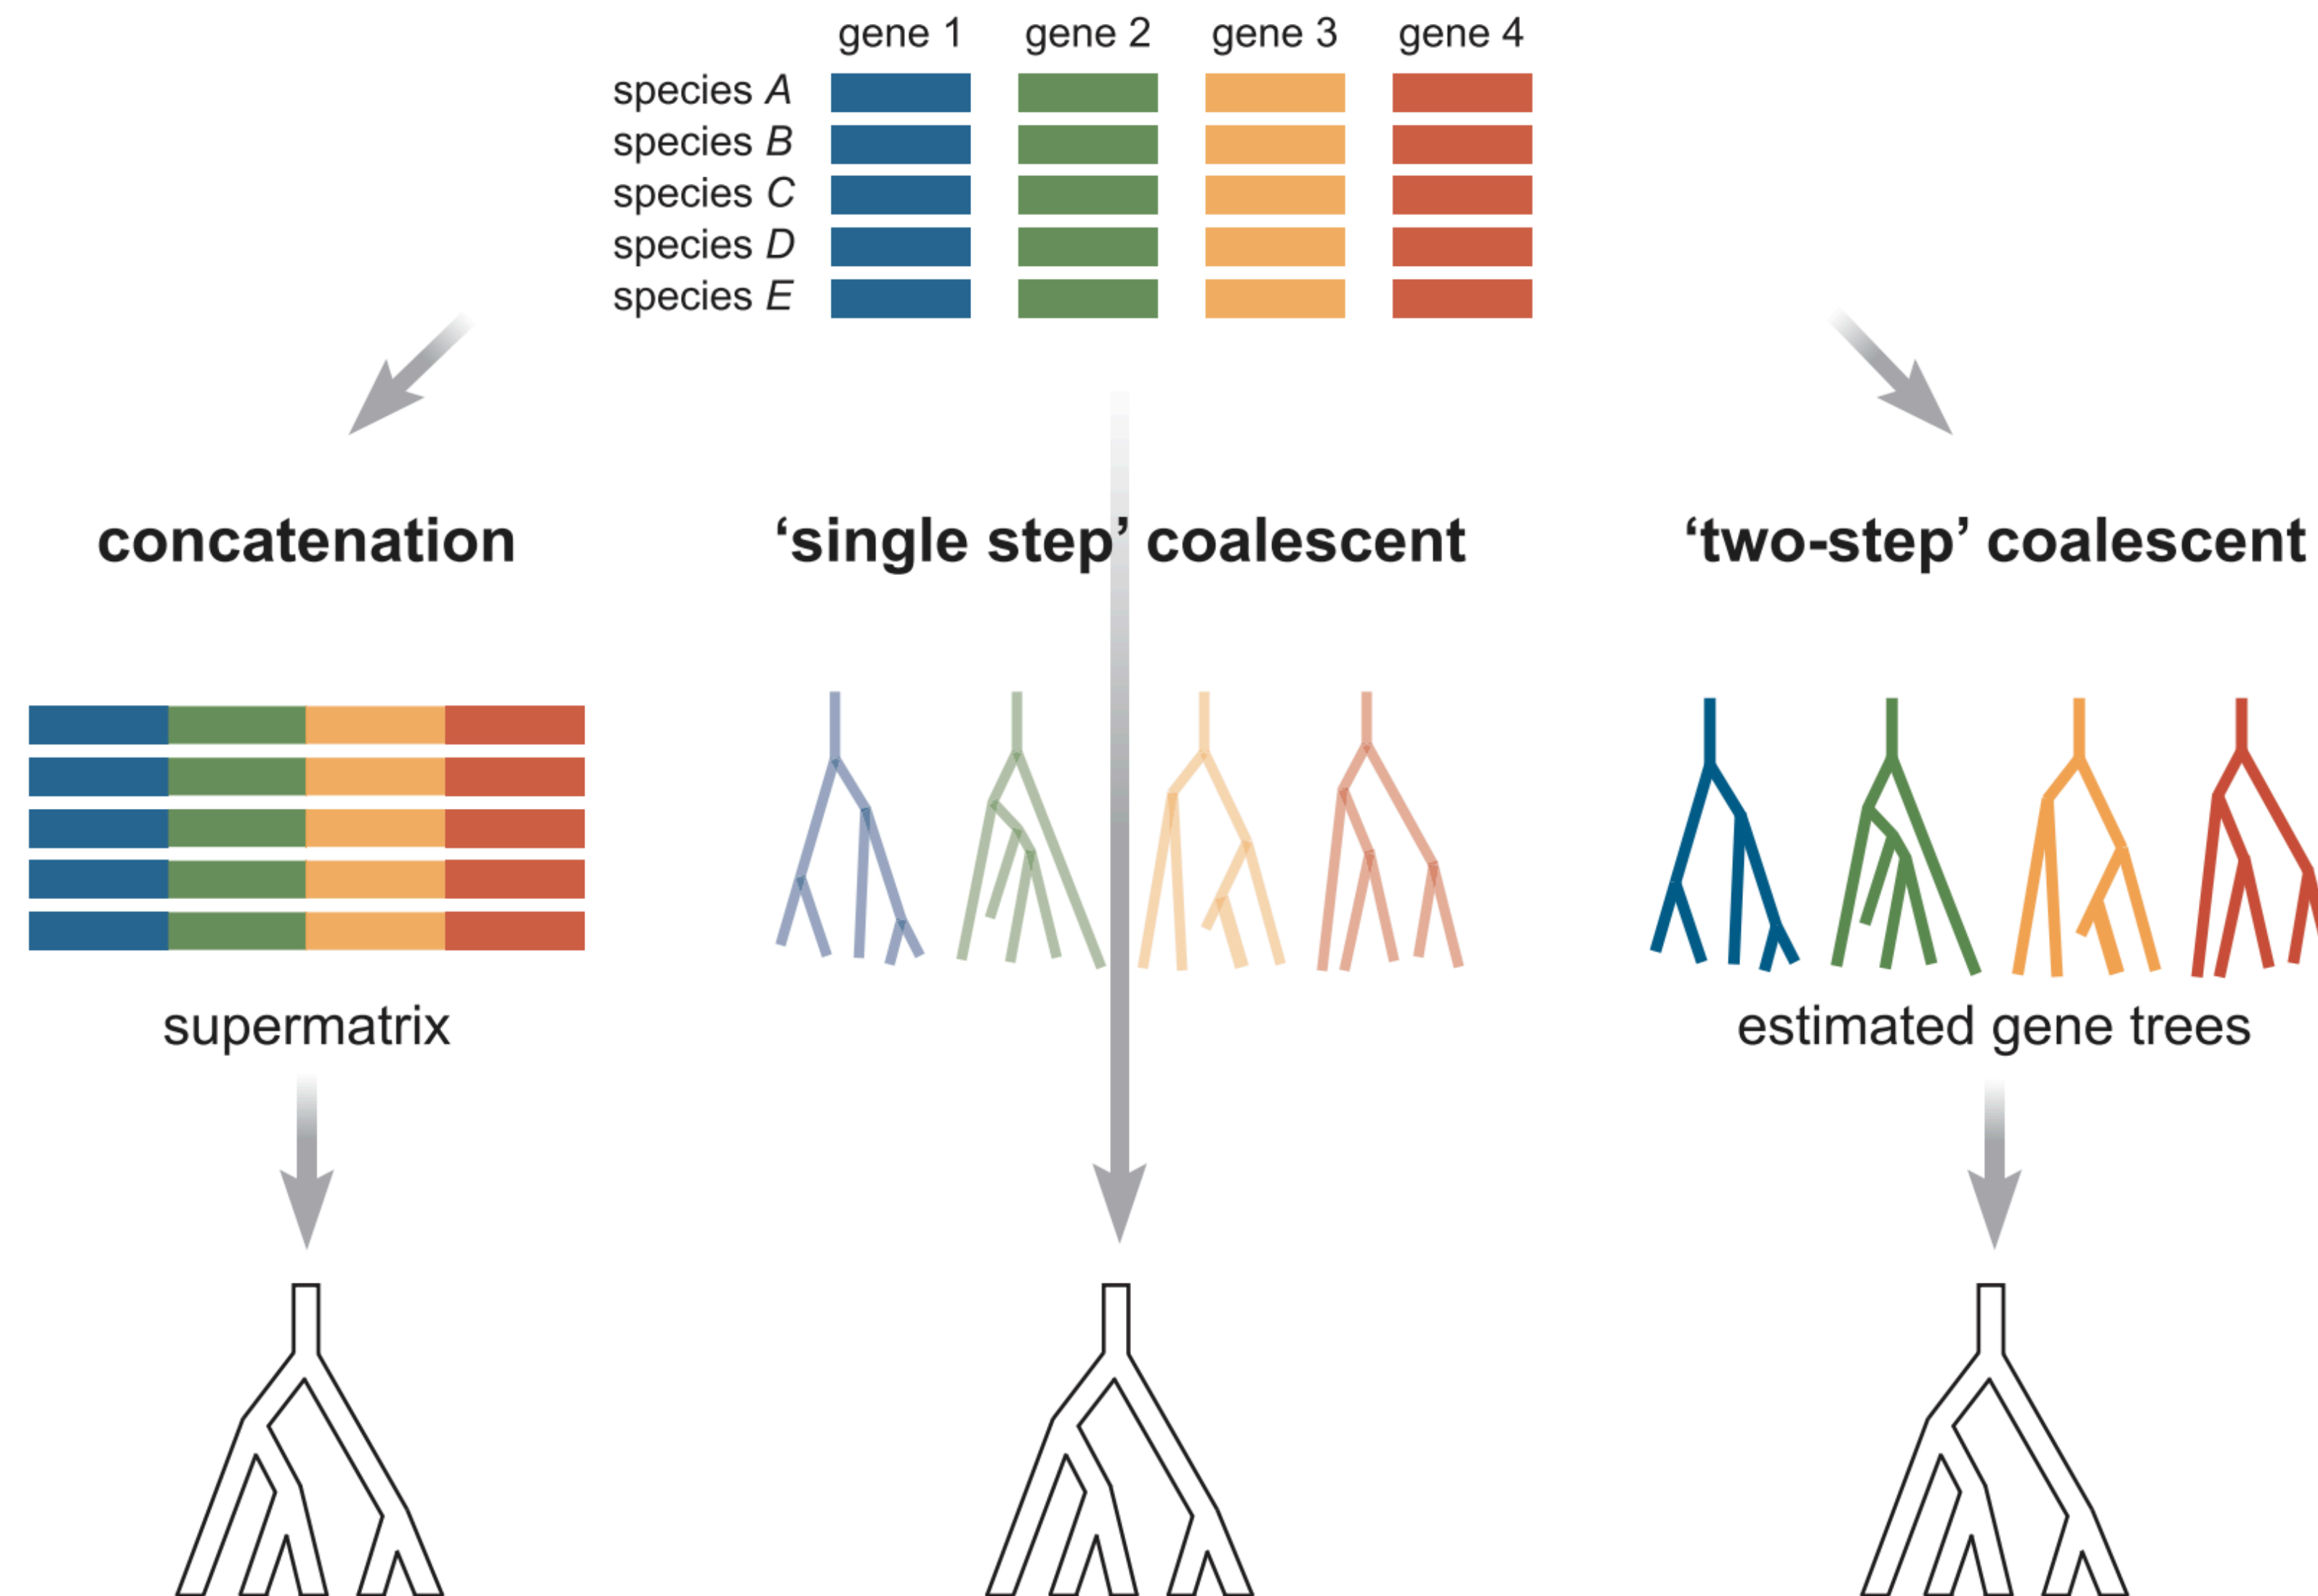 gene 1 gene 2 gene 3 gene 4
species A
species B
species C
species D
species E
concatenation
‘single step’ coalescent
‘two-step’ coalescent
supermatrix
estimated gene trees